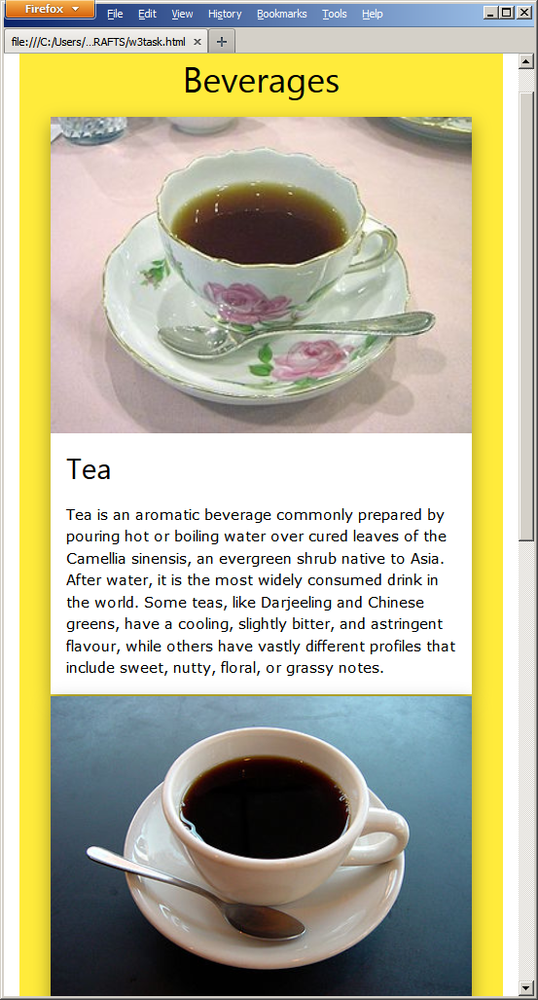 Firefox
File Edit View History Bookmarks Tools Help
file:///C:/Users/...RAFTS/w3task.html
Beverages
Tea
Tea is an aromatic beverage commonly prepared by
pouring hot or boiling water over cured leaves of the
Camellia sinensis, an evergreen shrub native to Asia.
After water, it is the most widely consumed drink in
the world. Some teas, like Darjeeling and Chinese
greens, have a cooling, slightly bitter, and astringent
flavour, while others have vastly different profiles that
include sweet, nutty, floral, or grassy notes.